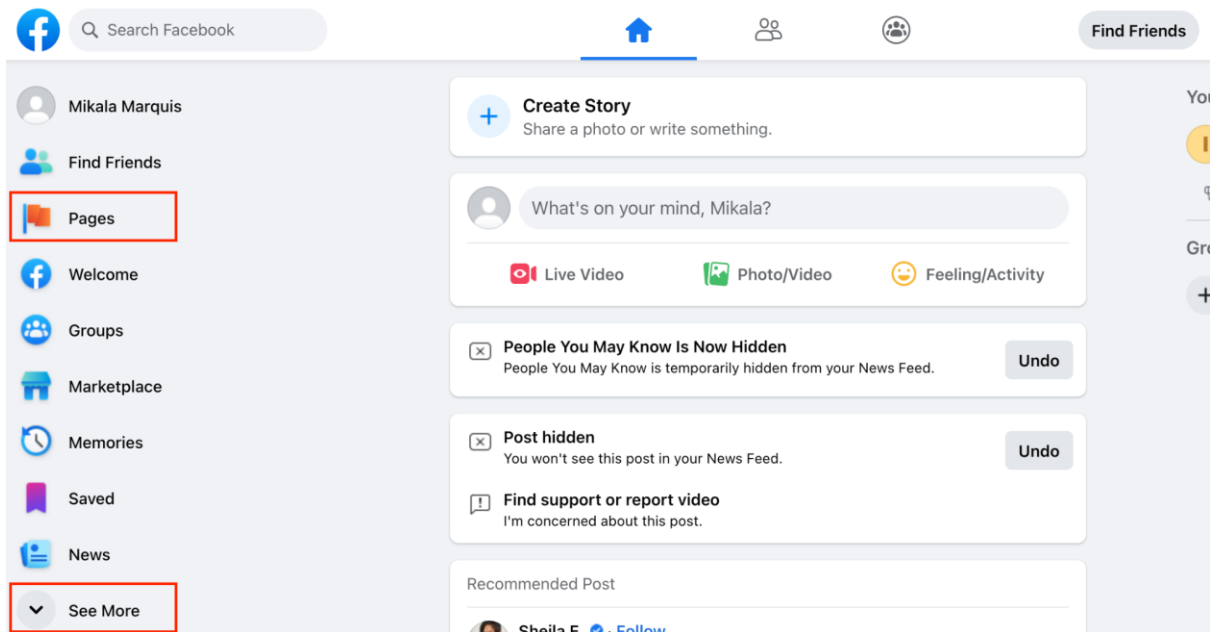 Search Facebook
Find Friends
Mikala Marquis
Find Friends
Pages
Welcome
Groups
Marketplace
Memories
Saved
News
See More
Create Story
Share a photo or write something.
What's on your mind, Mikala?
Live Video
Photo/Video
Feeling/Activity
People You May Know Is Now Hidden
People You May Know is temporarily hidden from your News Feed.
Undo
Post hidden
You won't see this post in your News Feed.
Undo
Find support or report video
I'm concerned about this post.
Recommended Post
Sheila E. · Follow